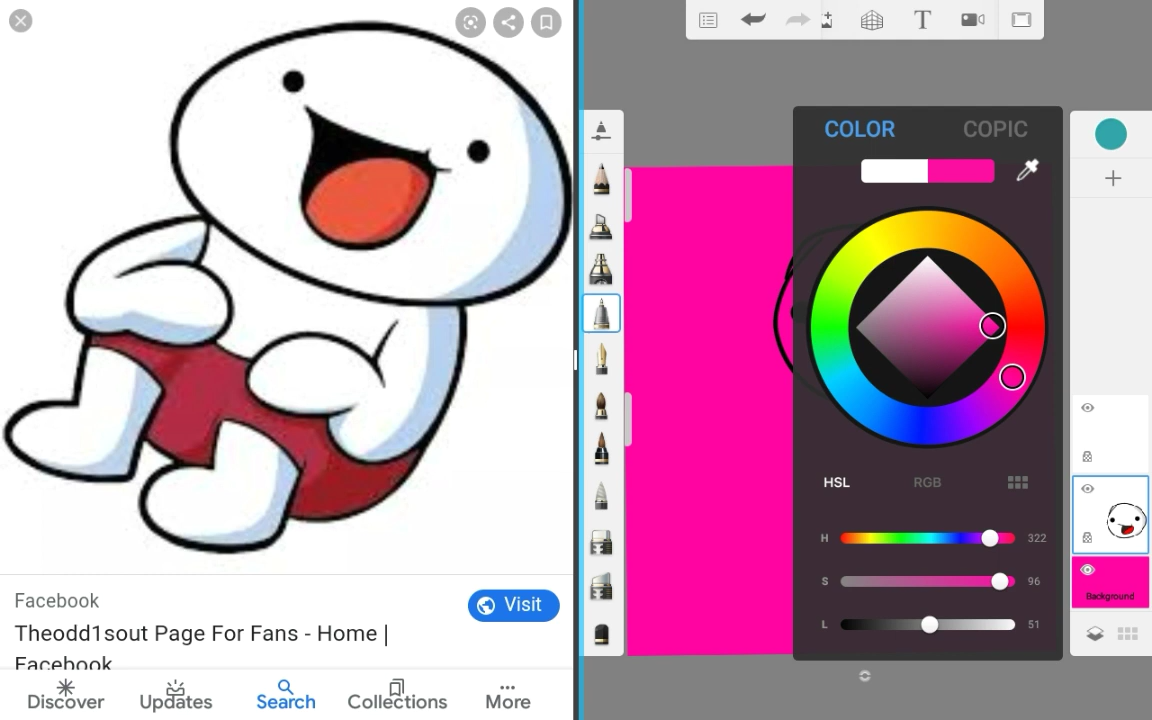 Facebook
Visit
Theodd1sout Page For Fans - Home |
Facebook
Discover
Updates
Search
Collections
More
T
COLOR
COPIC
HSL
RGB
H 322
S 96
L 51
Background